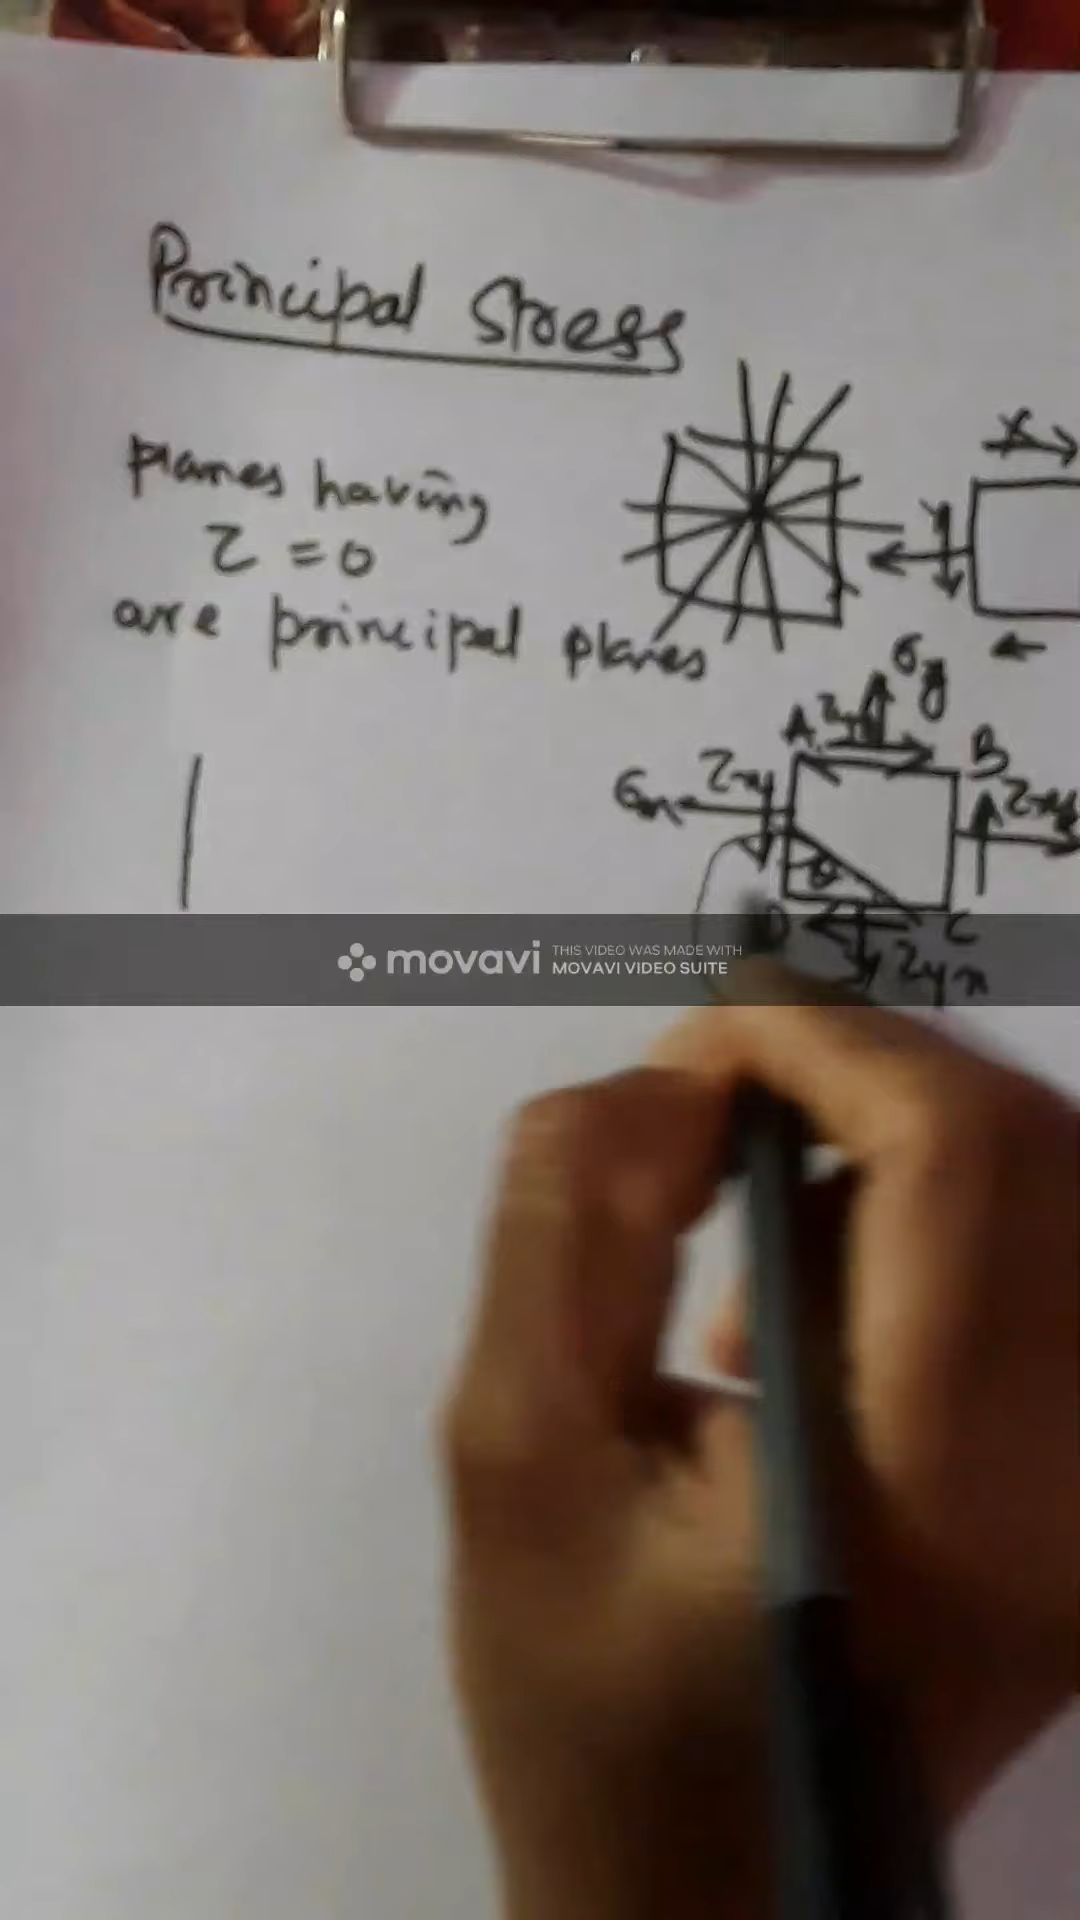 Principal Stress
planes having
τ = 0
are principal planes
x
y
σy
A
B
τxy
σx
τxy
θ
D
C
τyx
movavi
THIS VIDEO WAS MADE WITH
MOVAVI VIDEO SUITE